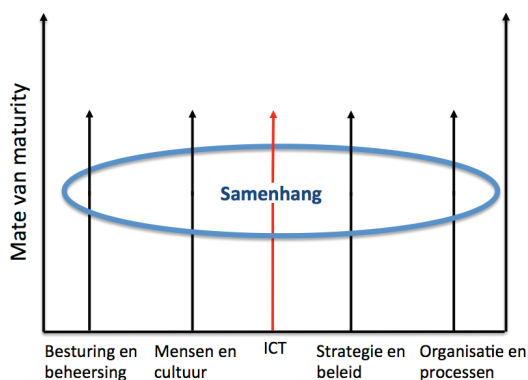 Mate van maturity
Samenhang
Besturing en
beheersing
Mensen en
cultuur
ICT
Strategie en
beleid
Organisatie en
processen